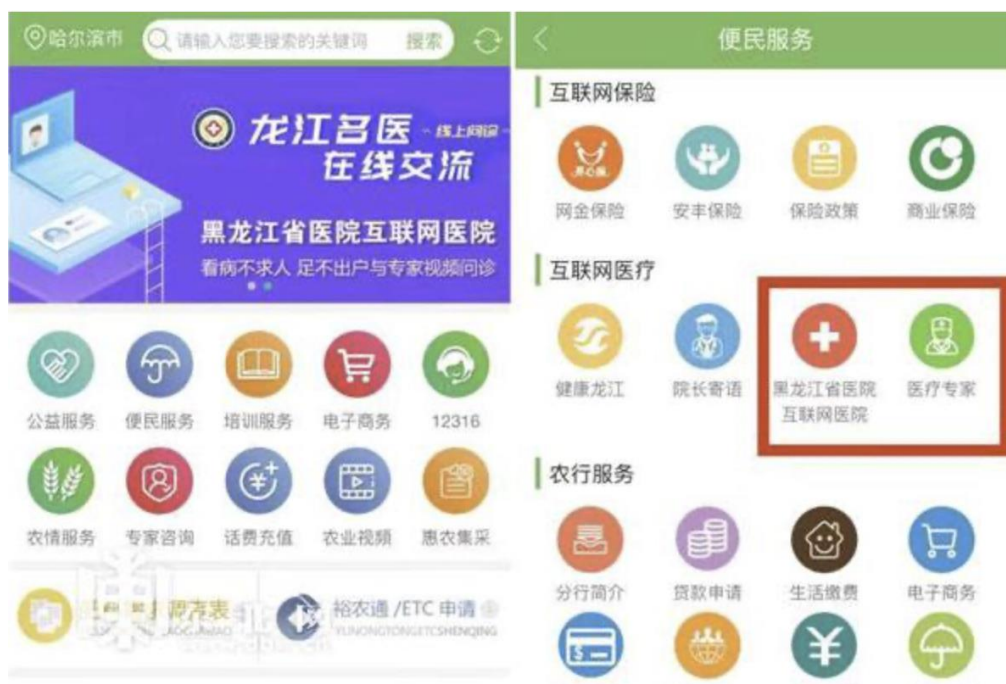 哈尔滨市
请输入您要搜索的关键词
搜索
龙江名医
线上问诊
在线交流
黑龙江省医院互联网医院
看病不求人 足不出户与专家视频问诊
公益服务
便民服务
培训服务
电子商务
12316
农情服务
专家咨询
话费充值
农业视频
惠农集采
裕农通 /ETC 申请
YUNONGTONGETCSHENQING
便民服务
互联网保险
开心保
网金保险
安丰保险
保险政策
商业保险
互联网医疗
健康龙江
院长寄语
黑龙江省医院
互联网医院
医疗专家
农行服务
分行简介
贷款申请
生活缴费
电子商务